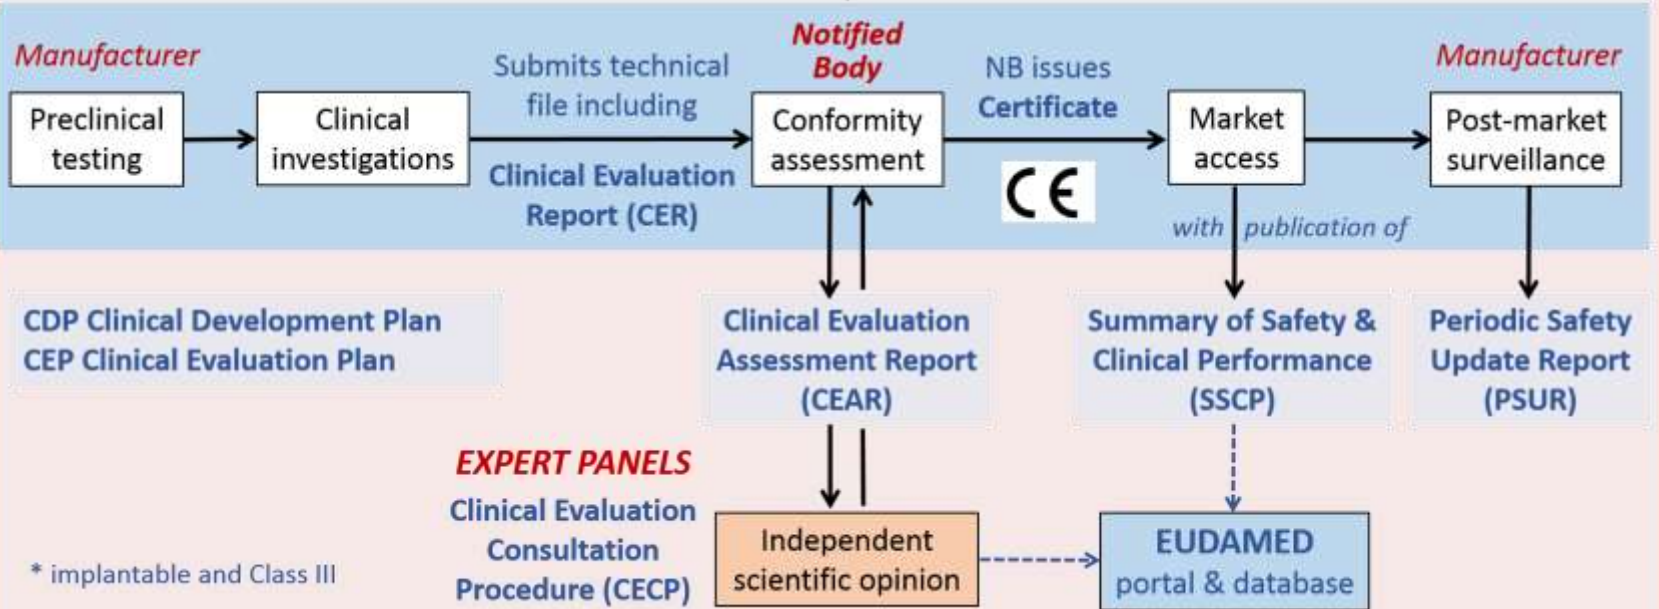 Manufacturer
Preclinical
testing
Clinical
investigations
Submits technical
file including
Clinical Evaluation
Report (CER)
Notified
Body
Conformity
assessment
NB issues
Certificate
CE
Market
access
with publication of
Manufacturer
Post-market
surveillance
CDP Clinical Development Plan
CEP Clinical Evaluation Plan
Clinical Evaluation
Assessment Report
(CEAR)
Summary of Safety &
Clinical Performance
(SSCP)
Periodic Safety
Update Report
(PSUR)
EXPERT PANELS
Clinical Evaluation
Consultation
Procedure (CECP)
Independent
scientific opinion
EUDAMED
portal & database
* implantable and Class III